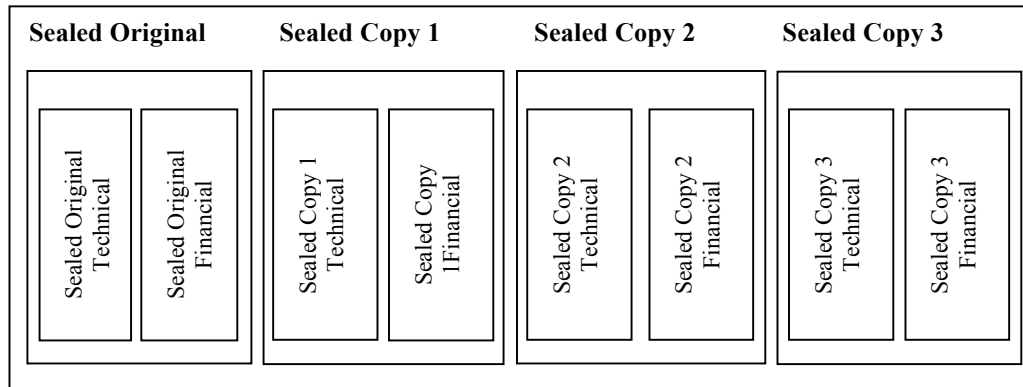 Sealed Original
Sealed Copy 1
Sealed Copy 2
Sealed Copy 3
Sealed Original
Technical
Sealed Original
Financial
Sealed Copy 1
Technical
Sealed Copy
1Financial
Sealed Copy 2
Technical
Sealed Copy 2
Financial
Sealed Copy 3
Technical
Sealed Copy 3
Financial